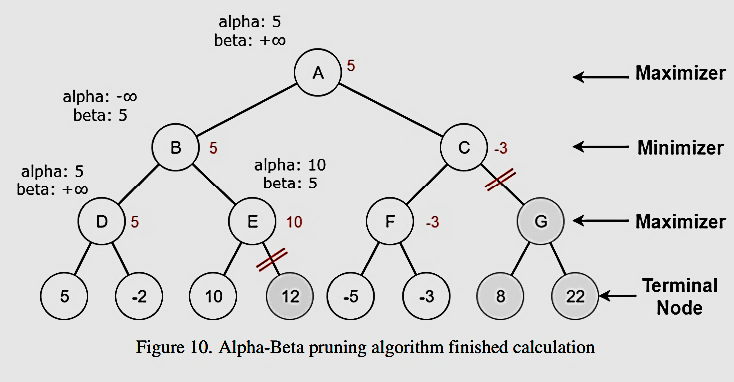 alpha: 5
beta: +∞
A 5
Maximizer
alpha: -∞
beta: 5
B 5
C -3
Minimizer
alpha: 5
beta: +∞
alpha: 10
beta: 5
D 5
E 10
F -3
G
Maximizer
5 -2 10 12 -5 -3 8 22
Terminal
Node
Figure 10. Alpha-Beta pruning algorithm finished calculation